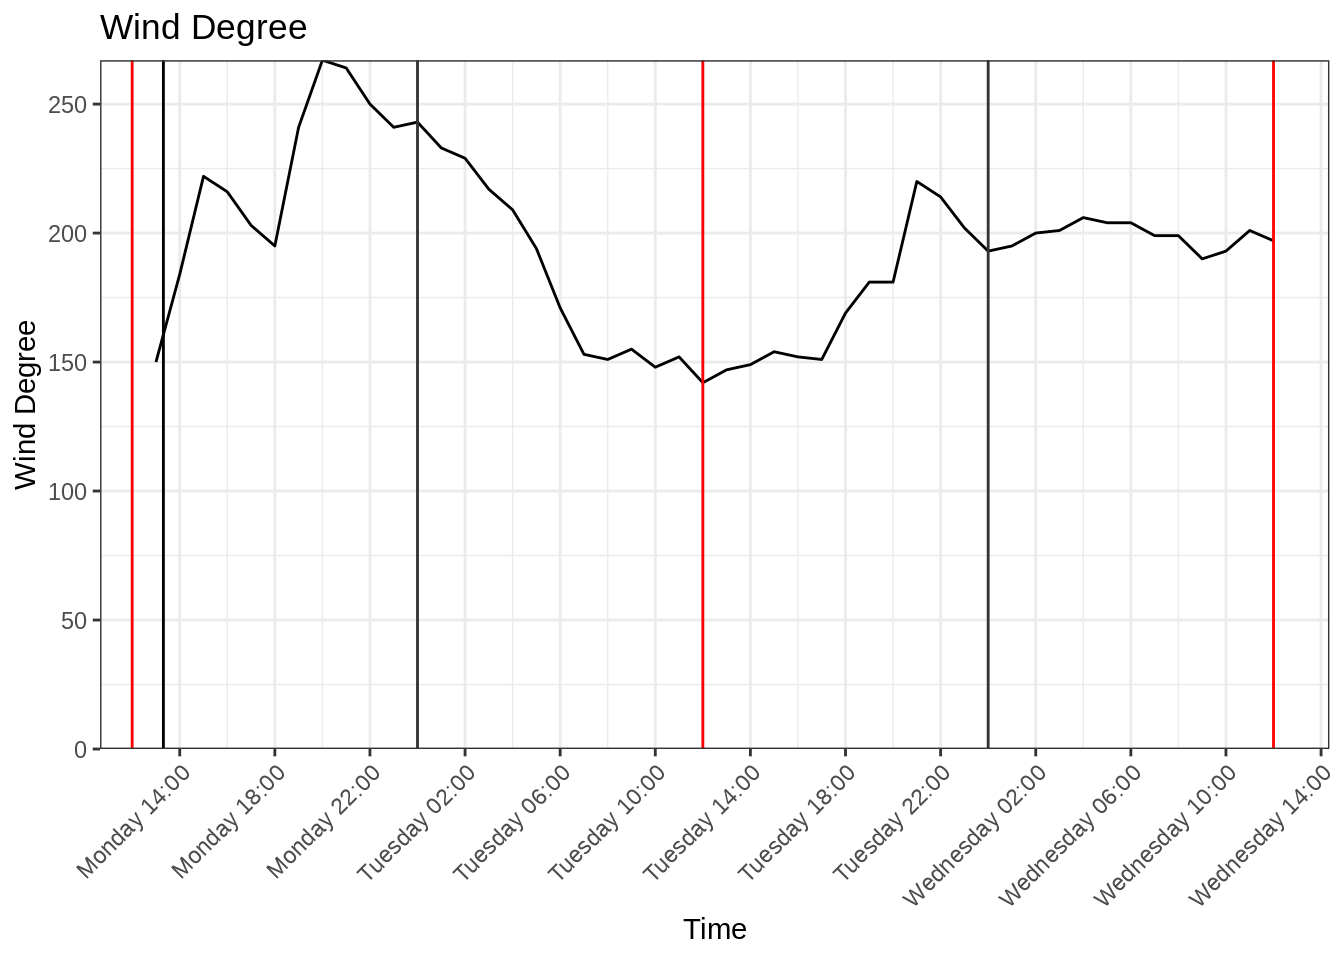 Wind Degree
Wind Degree
250
200
150
100
50
0
Monday 14:00
Monday 18:00
Monday 22:00
Tuesday 02:00
Tuesday 06:00
Tuesday 10:00
Tuesday 14:00
Tuesday 18:00
Tuesday 22:00
Wednesday 02:00
Wednesday 06:00
Wednesday 10:00
Wednesday 14:00
Time